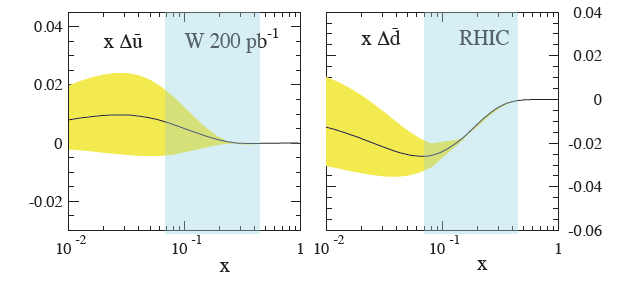 x Δū
W 200 pb⁻¹
x Δd̄
RHIC
0.04
0.02
0
-0.02
0.04
0.02
0
-0.02
-0.04
-0.06
10⁻²
10⁻¹
1
10⁻²
10⁻¹
1
x
x